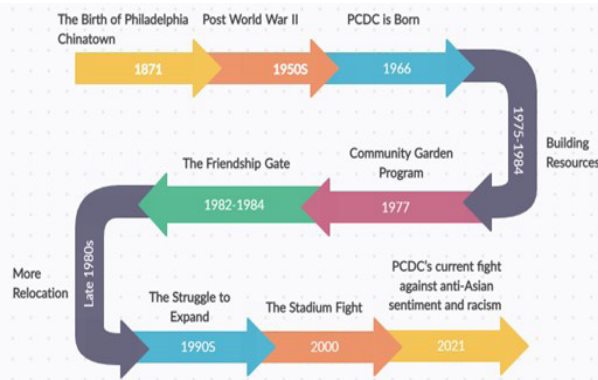 The Birth of Philadelphia
Chinatown
1871
Post World War II
1950S
PCDC is Born
1966
Building
Resources
1975-1984
Community Garden
Program
1977
The Friendship Gate
1982-1984
More
Relocation
Late 1980s
The Struggle to
Expand
1990S
The Stadium Fight
2000
PCDC's current fight
against anti-Asian
sentiment and racism
2021